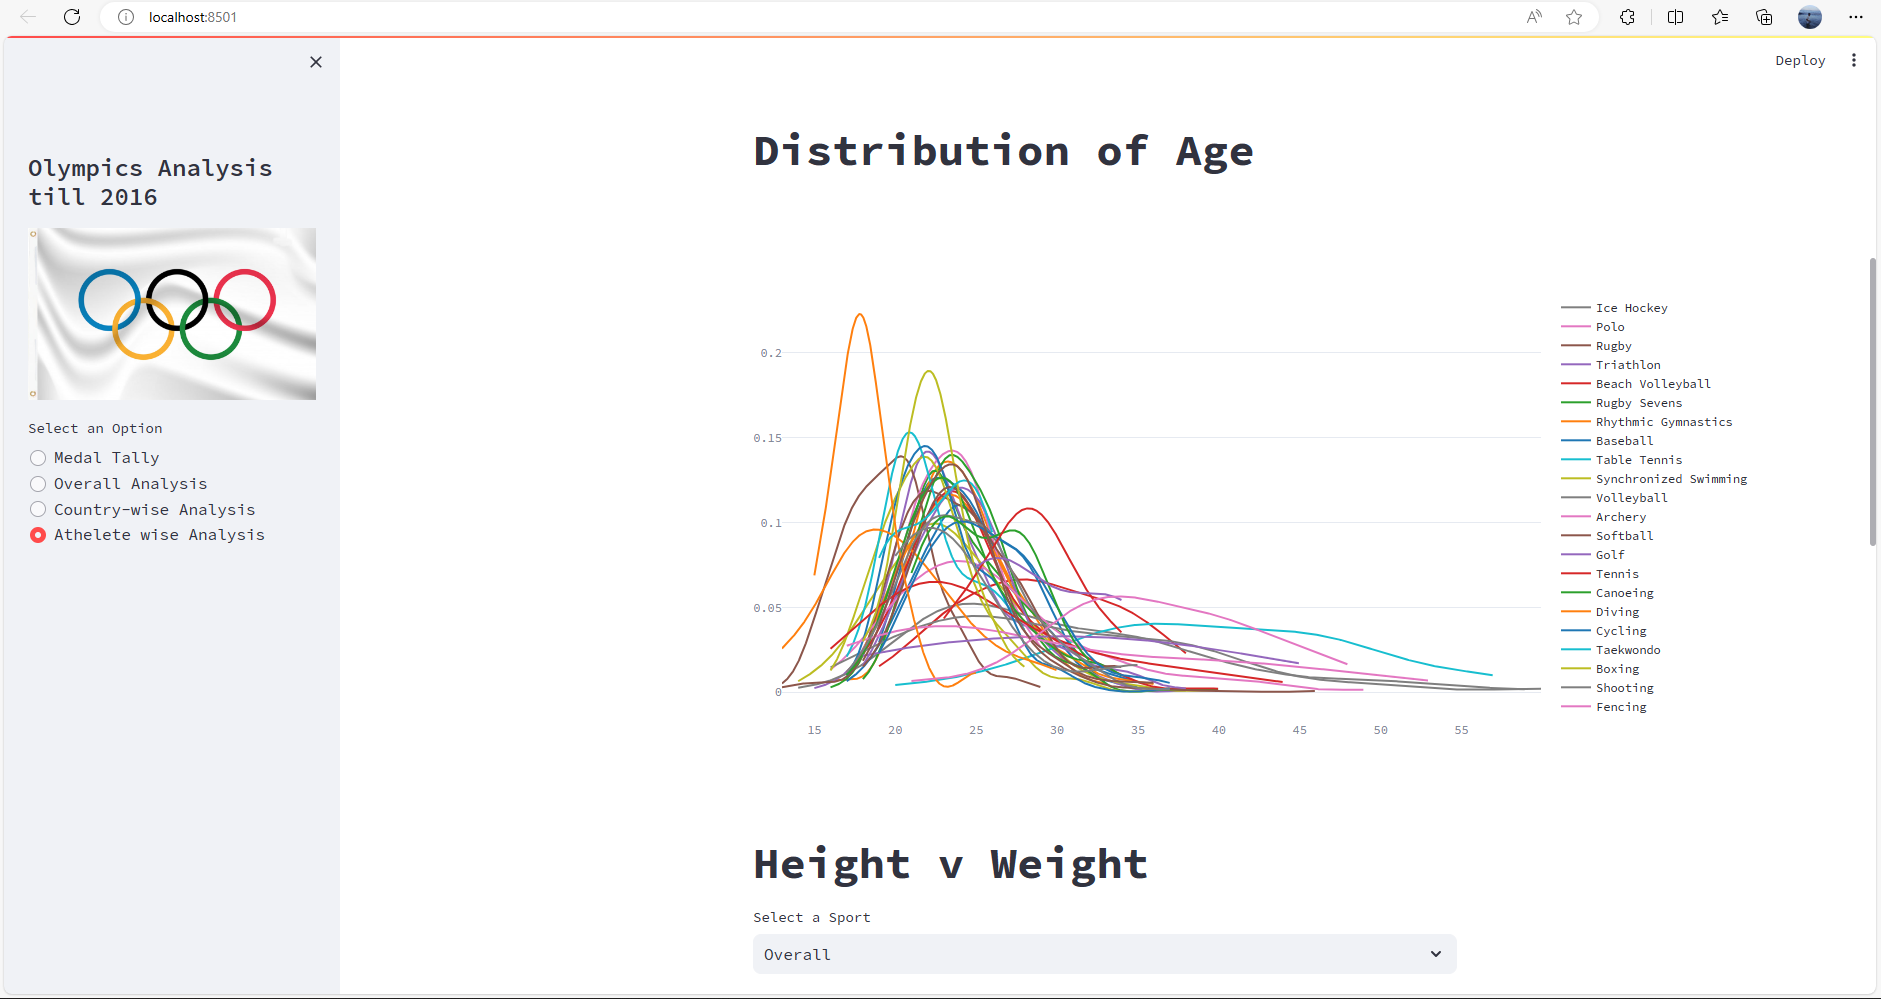 localhost:8501
Deploy
Olympics Analysis
till 2016
Select an Option
Medal Tally
Overall Analysis
Country-wise Analysis
Athelete wise Analysis
Distribution of Age
0.2
0.15
0.1
0.05
0
15 20 25 30 35 40 45 50 55
Ice Hockey
Polo
Rugby
Triathlon
Beach Volleyball
Rugby Sevens
Rhythmic Gymnastics
Baseball
Table Tennis
Synchronized Swimming
Volleyball
Archery
Softball
Golf
Tennis
Canoeing
Diving
Cycling
Taekwondo
Boxing
Shooting
Fencing
Height v Weight
Select a Sport
Overall